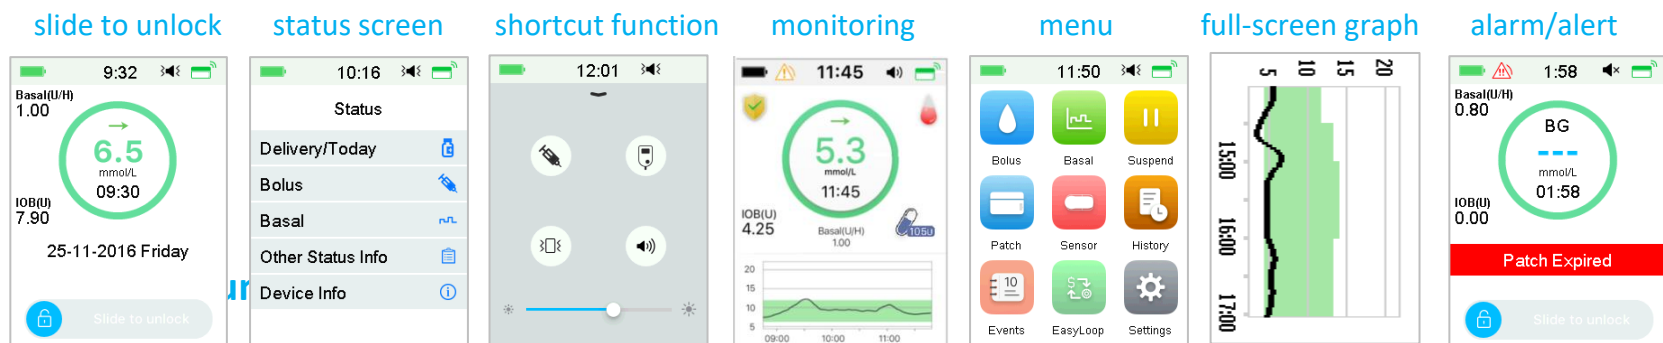 slide to unlock
status screen
shortcut function
monitoring
menu
full-screen graph
alarm/alert
9:32
Basal(U/H)
1.00
6.5
mmol/L
09:30
IOB(U)
7.90
25-11-2016 Friday
Slide to unlock
10:16
Status
Delivery/Today
Bolus
Basal
Other Status Info
Device Info
12:01
11:45
5.3
mmol/L
11:45
IOB(U)
4.25
Basal(U/H)
1.00
105U
20
15
10
5
09:00 10:00 11:00
11:50
Bolus Basal Suspend
Patch Sensor History
10
Events EasyLoop Settings
5 10 15 20
15:00
16:00
17:00
1:58
Basal(U/H)
0.80
BG
---
mmol/L
01:58
IOB(U)
0.00
Patch Expired
Slide to unlock